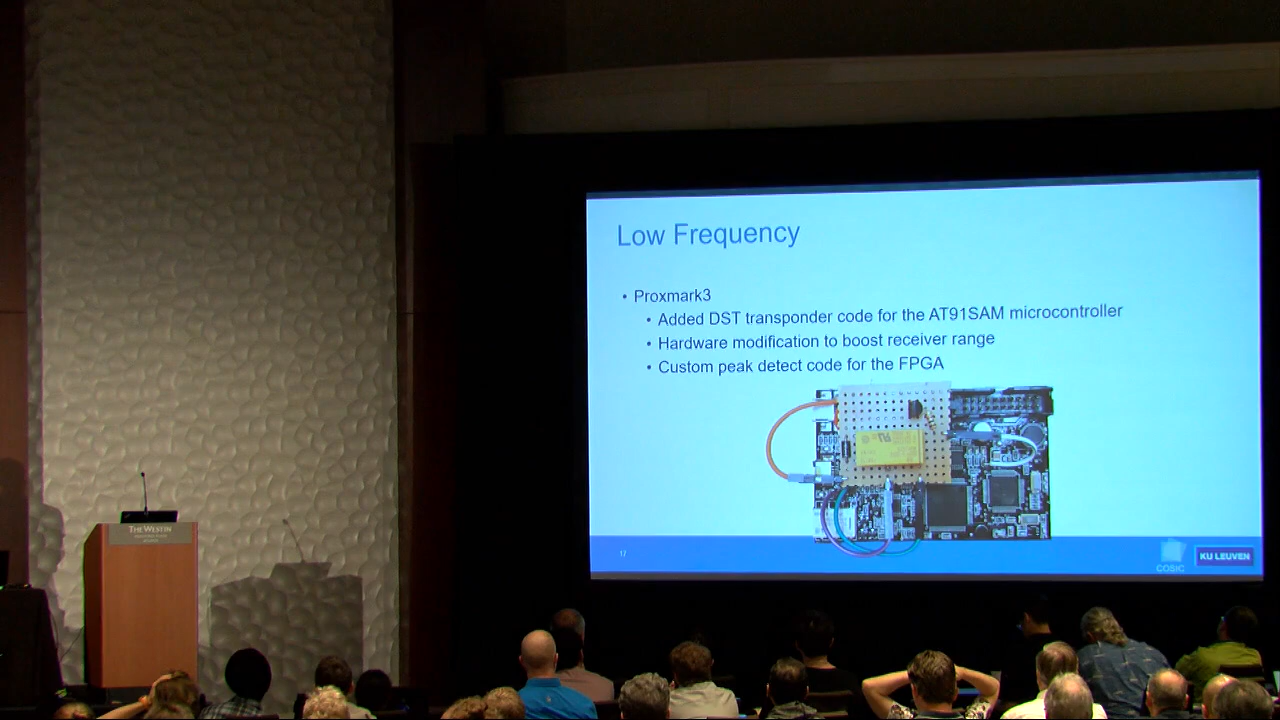 Low Frequency
• Proxmark3
• Added DST transponder code for the AT91SAM microcontroller
• Hardware modification to boost receiver range
• Custom peak detect code for the FPGA
17
COSIC
KU LEUVEN
THE WESTIN